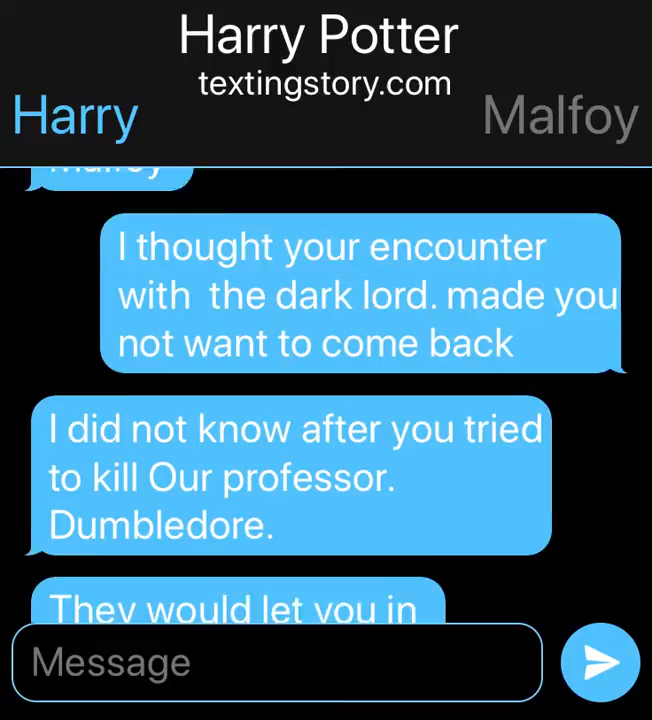 Harry Potter
textingstory.com
Harry
Malfoy
Malfoy
I thought your encounter
with  the dark lord. made you
not want to come back
I did not know after you tried
to kill Our professor.
Dumbledore.
They would let you in
Message